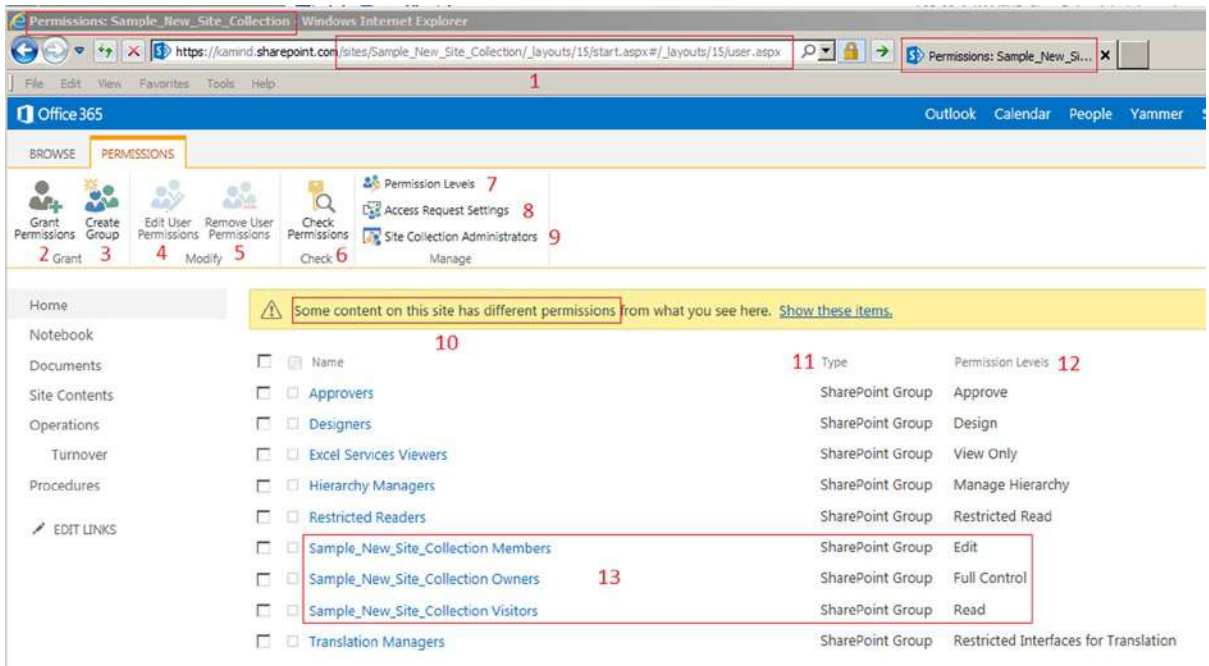 Permissions: Sample_New_Site_Collection - Windows Internet Explorer
https://kamind.sharepoint.com/sites/Sample_New_Site_Collection/_layouts/15/start.aspx#/_layouts/15/user.aspx
Permissions: Sample_New_Si...
File Edit View Favorites Tools Help
1
Office 365
Outlook Calendar People Yammer S
BROWSE PERMISSIONS
Grant Permissions
Create Group
Edit User Permissions
Remove User Permissions
Check Permissions
Permission Levels 7
Access Request Settings 8
Site Collection Administrators 9
2 Grant 3
4 Modify 5
Check 6
Manage
Home
Notebook
Documents
Site Contents
Operations
Turnover
Procedures
EDIT LINKS
Some content on this site has different permissions from what you see here. Show these items.
10
Name 11 Type Permission Levels 12
Approvers SharePoint Group Approve
Designers SharePoint Group Design
Excel Services Viewers SharePoint Group View Only
Hierarchy Managers SharePoint Group Manage Hierarchy
Restricted Readers SharePoint Group Restricted Read
Sample_New_Site_Collection Members SharePoint Group Edit
Sample_New_Site_Collection Owners 13 SharePoint Group Full Control
Sample_New_Site_Collection Visitors SharePoint Group Read
Translation Managers SharePoint Group Restricted Interfaces for Translation